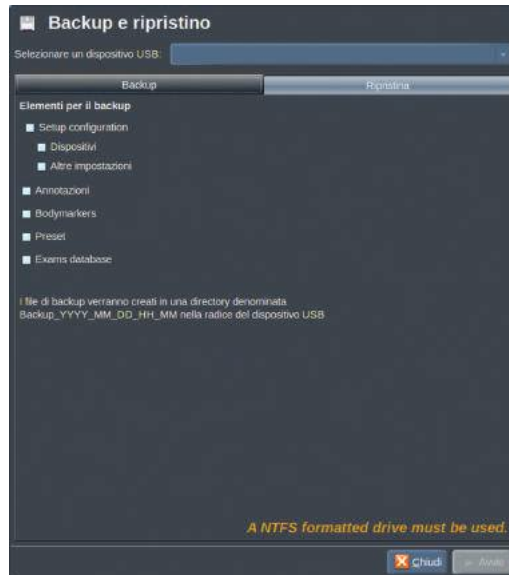 Backup e ripristino
Selezionare un dispositivo USB:
Backup Ripristina
Elementi per il backup
Setup configuration
Dispositivi
Altre impostazioni
Annotazioni
Bodymarkers
Preset
Exams database
I file di backup verranno creati in una directory denominata
Backup_YYYY_MM_DD_HH_MM nella radice del dispositivo USB
A NTFS formatted drive must be used.
Chiudi Avvio